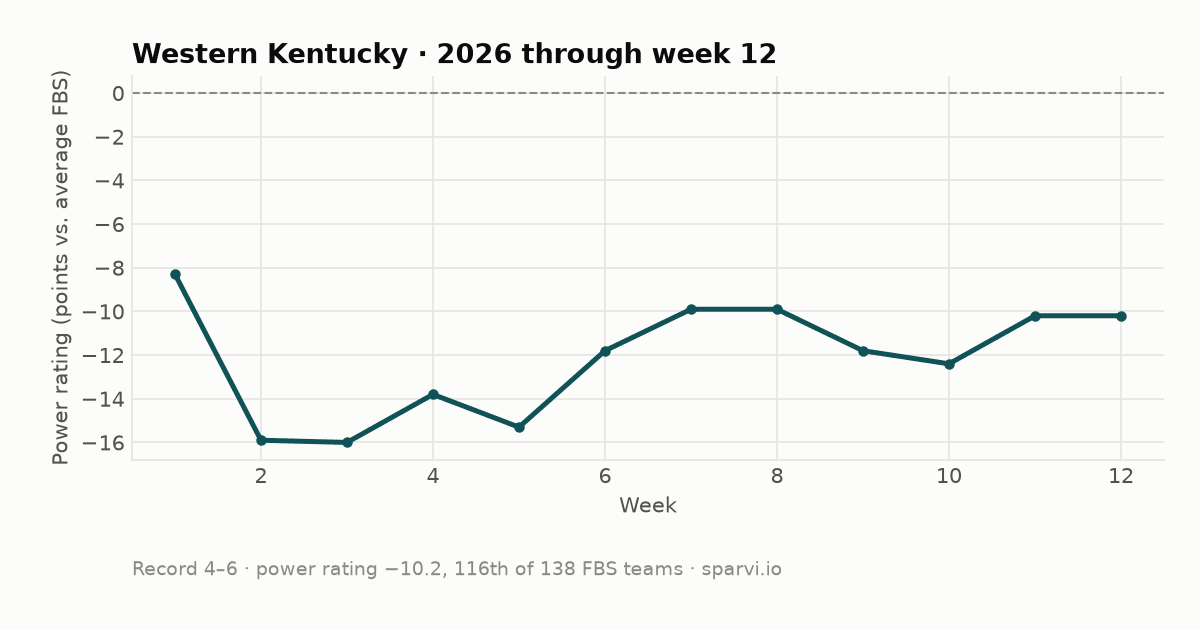 Western Kentucky · 2026 through week 12
Power rating (points vs. average FBS)
0
−2
−4
−6
−8
−10
−12
−14
−16
2 4 6 8 10 12
Week
Record 4–6 · power rating −10.2, 116th of 138 FBS teams · sparvi.io